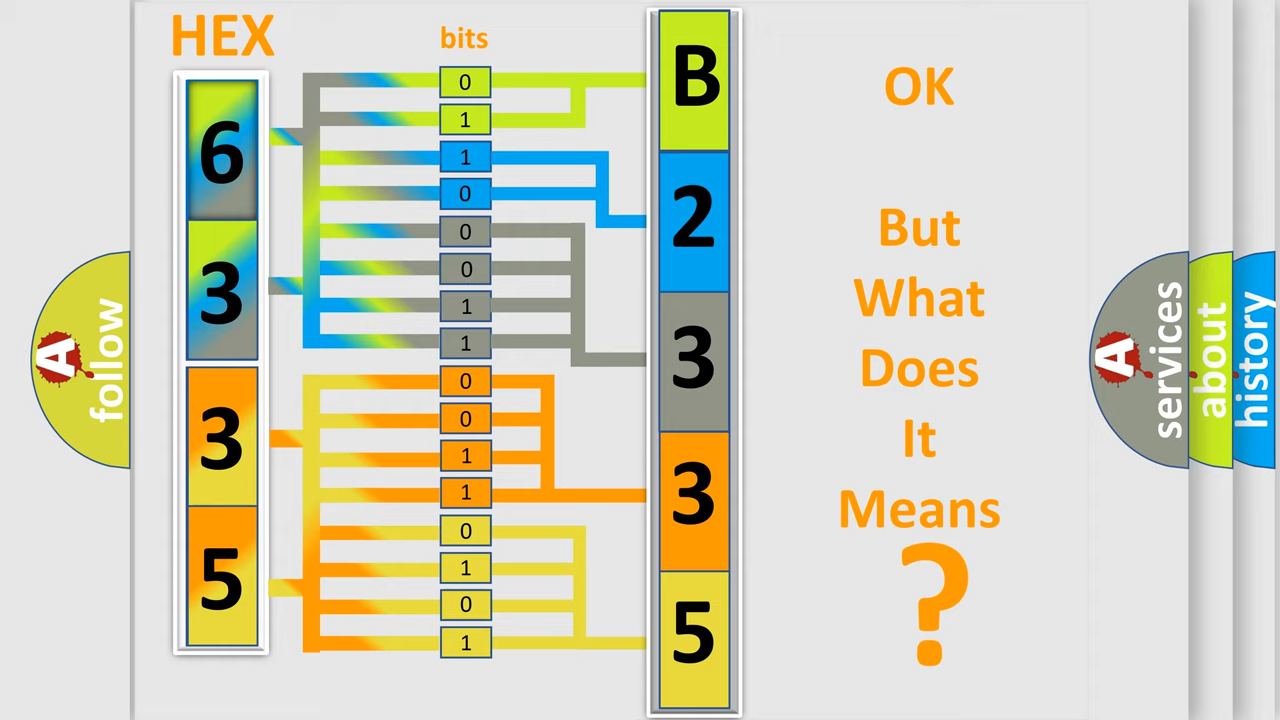 HEX
bits
6
3
3
5
0
1
1
0
0
0
1
1
0
0
1
1
0
1
0
1
B
2
3
3
5
OK
But
What
Does
It
Means
?
A
follow
A
services
about
history